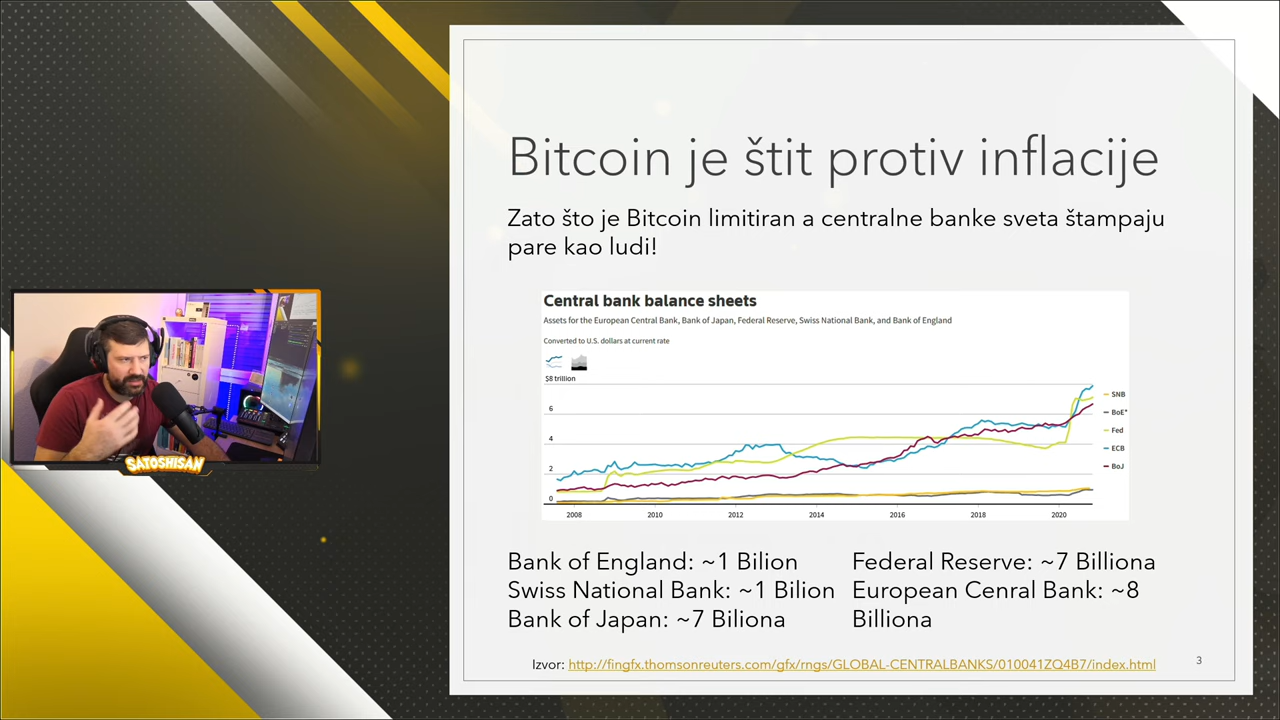 Bitcoin je štit protiv inflacije
Zato što je Bitcoin limitiran a centralne banke sveta štampaju
pare kao ludi!
Central bank balance sheets
Assets for the European Central Bank, Bank of Japan, Federal Reserve, Swiss National Bank, and Bank of England
Converted to U.S. dollars at current rate
$8 trillion
6
4
2
0
2008 2010 2012 2014 2016 2018 2020
SNB
BoE*
Fed
ECB
BoJ
SATOSHISAN
Bank of England: ~1 Bilion
Swiss National Bank: ~1 Bilion
Bank of Japan: ~7 Biliona
Federal Reserve: ~7 Billiona
European Cenral Bank: ~8
Billiona
Izvor: http://fingfx.thomsonreuters.com/gfx/rngs/GLOBAL-CENTRALBANKS/010041ZQ4B7/index.html
3